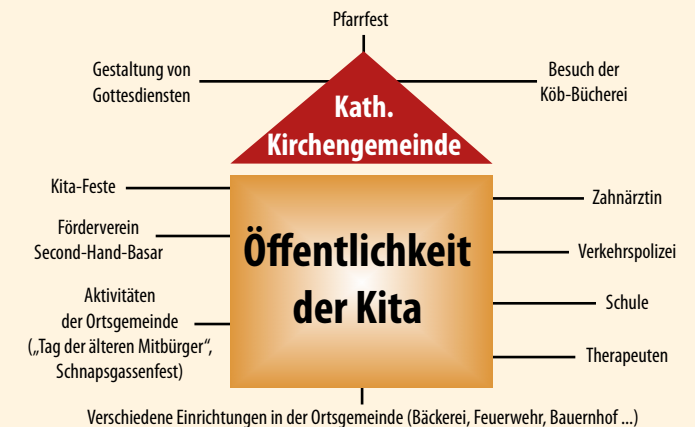 Pfarrfest
Gestaltung von
Gottesdiensten
Besuch der
Köb-Bücherei
Kath.
Kirchengemeinde
Kita-Feste
Förderverein
Second-Hand-Basar
Aktivitäten
der Ortsgemeinde
(„Tag der älteren Mitbürger“,
Schnapsgassenfest)
Öffentlichkeit
der Kita
Zahnärztin
Verkehrspolizei
Schule
Therapeuten
Verschiedene Einrichtungen in der Ortsgemeinde (Bäckerei, Feuerwehr, Bauernhof ...)